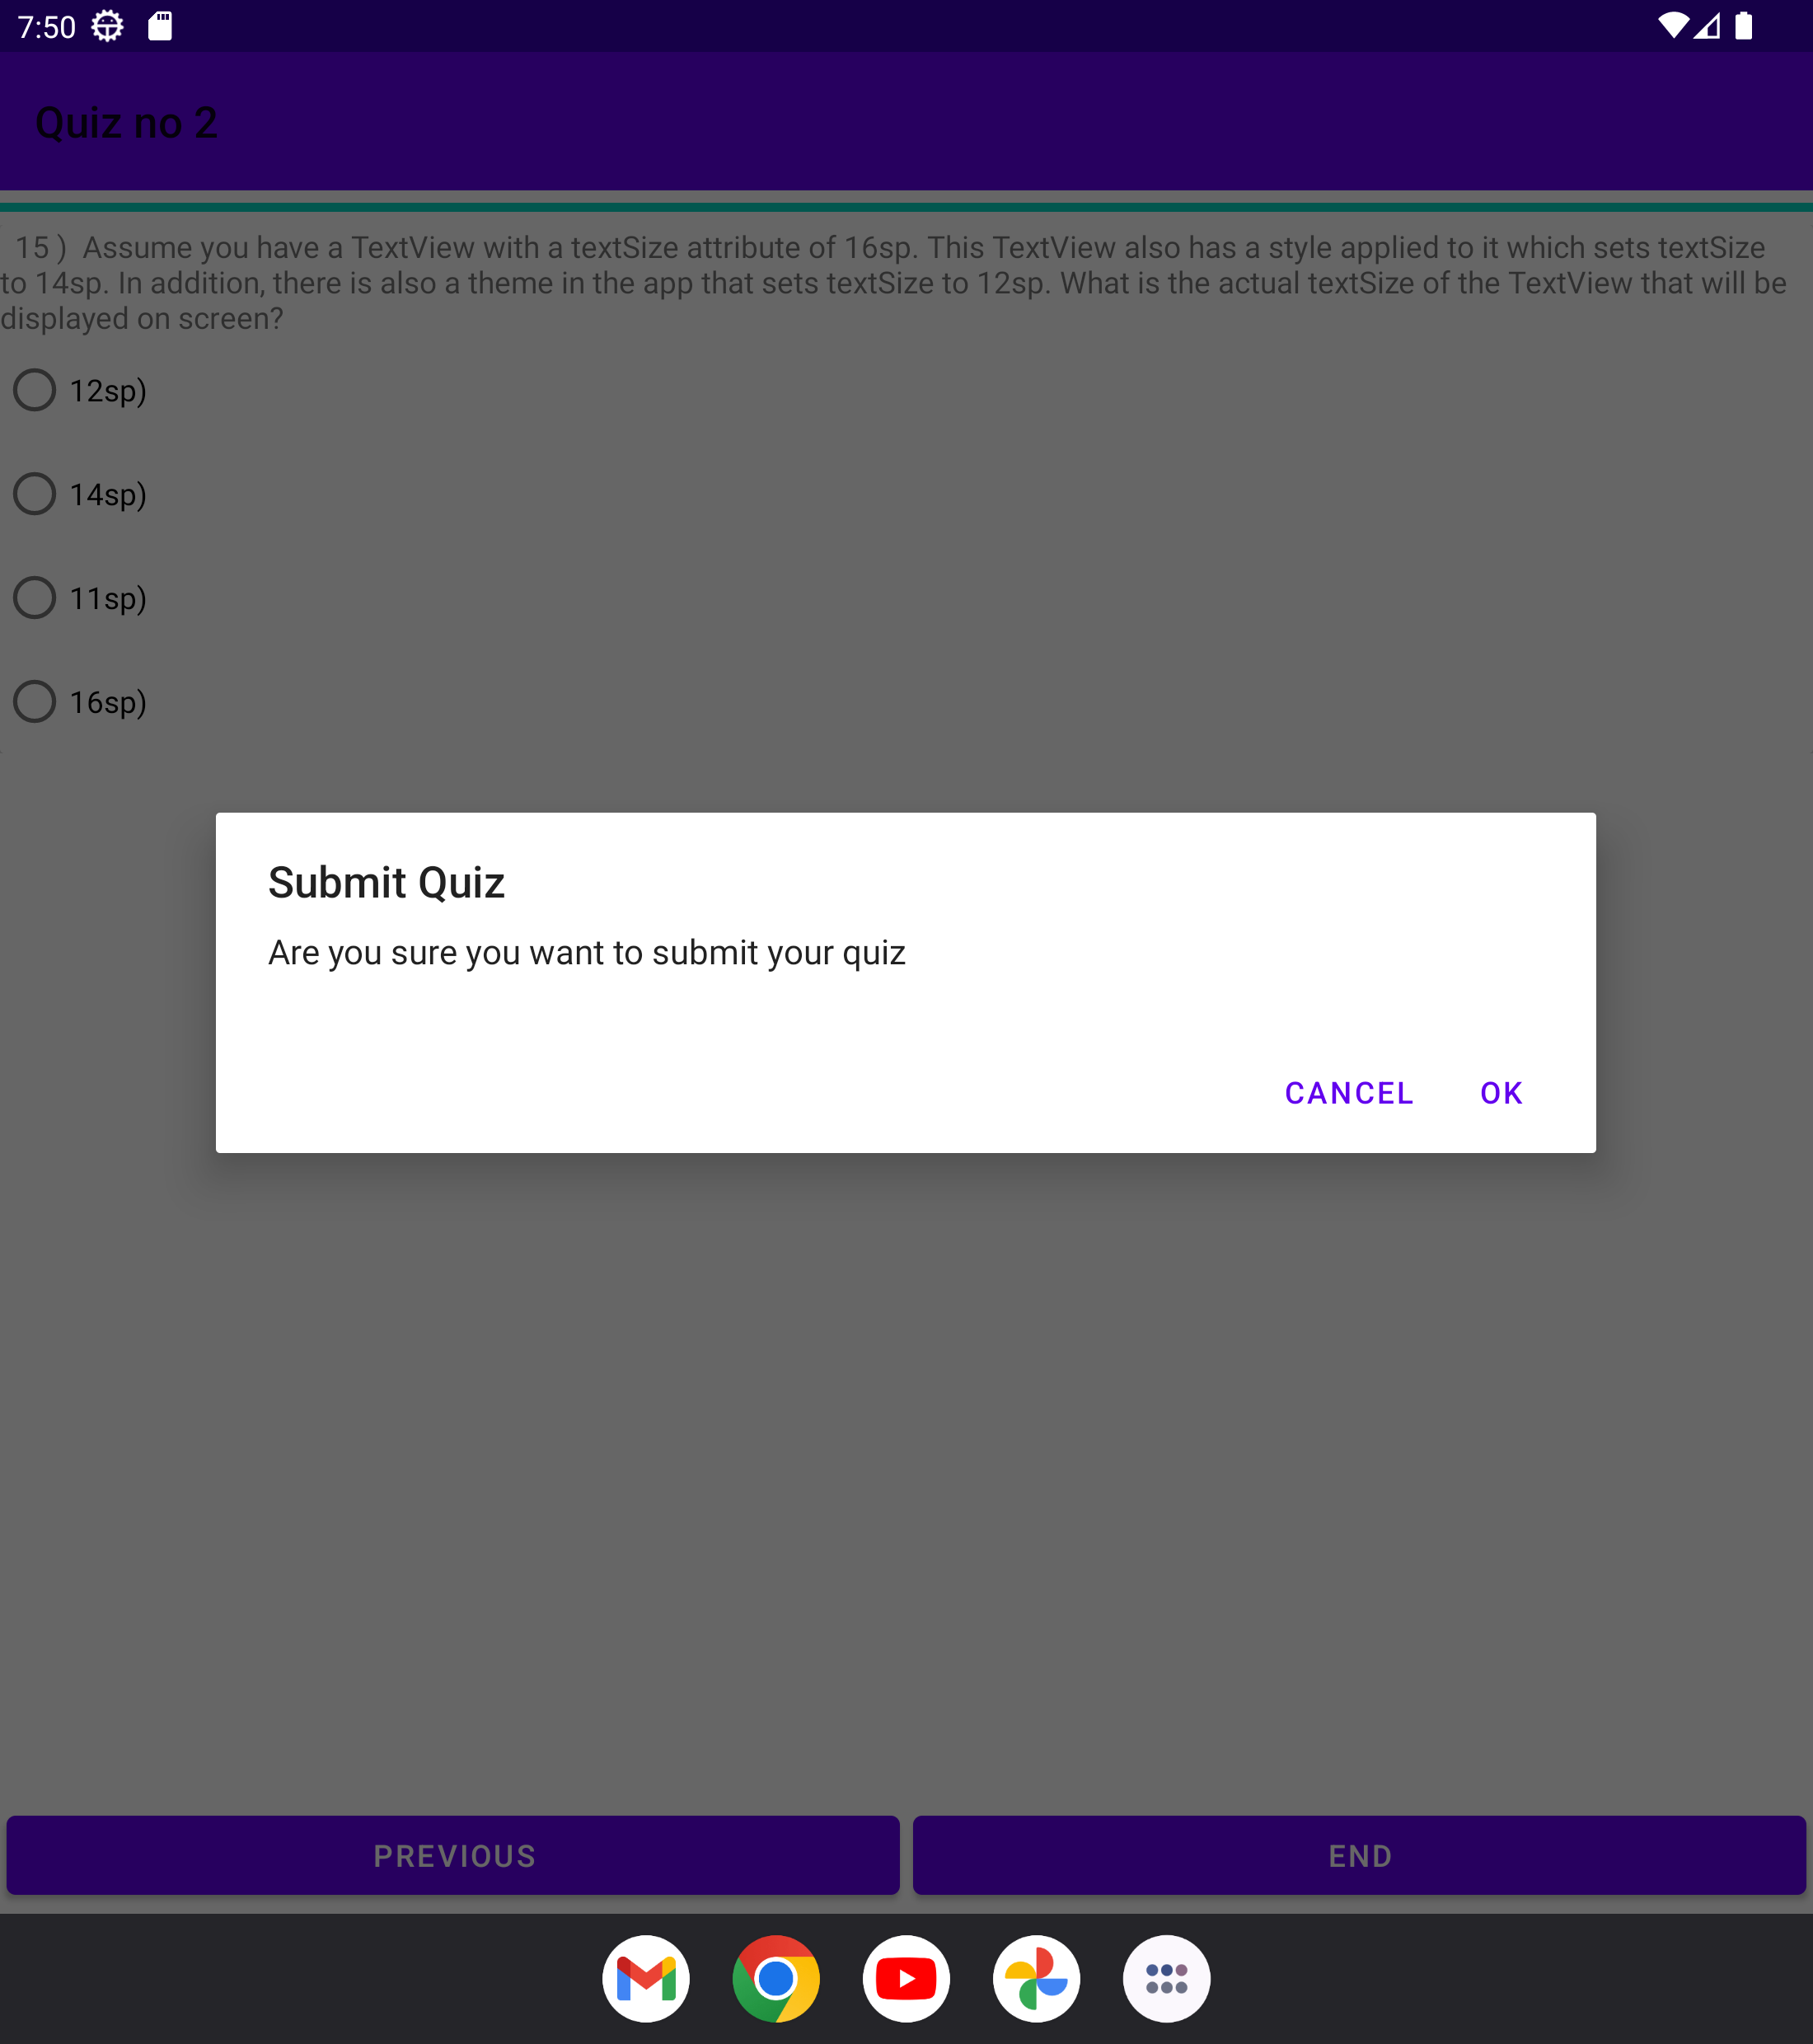 7:50
Quiz no 2
15 )  Assume you have a TextView with a textSize attribute of 16sp. This TextView also has a style applied to it which sets textSize
to 14sp. In addition, there is also a theme in the app that sets textSize to 12sp. What is the actual textSize of the TextView that will be
displayed on screen?
12sp)
14sp)
11sp)
16sp)
Submit Quiz
Are you sure you want to submit your quiz
CANCEL OK
PREVIOUS END